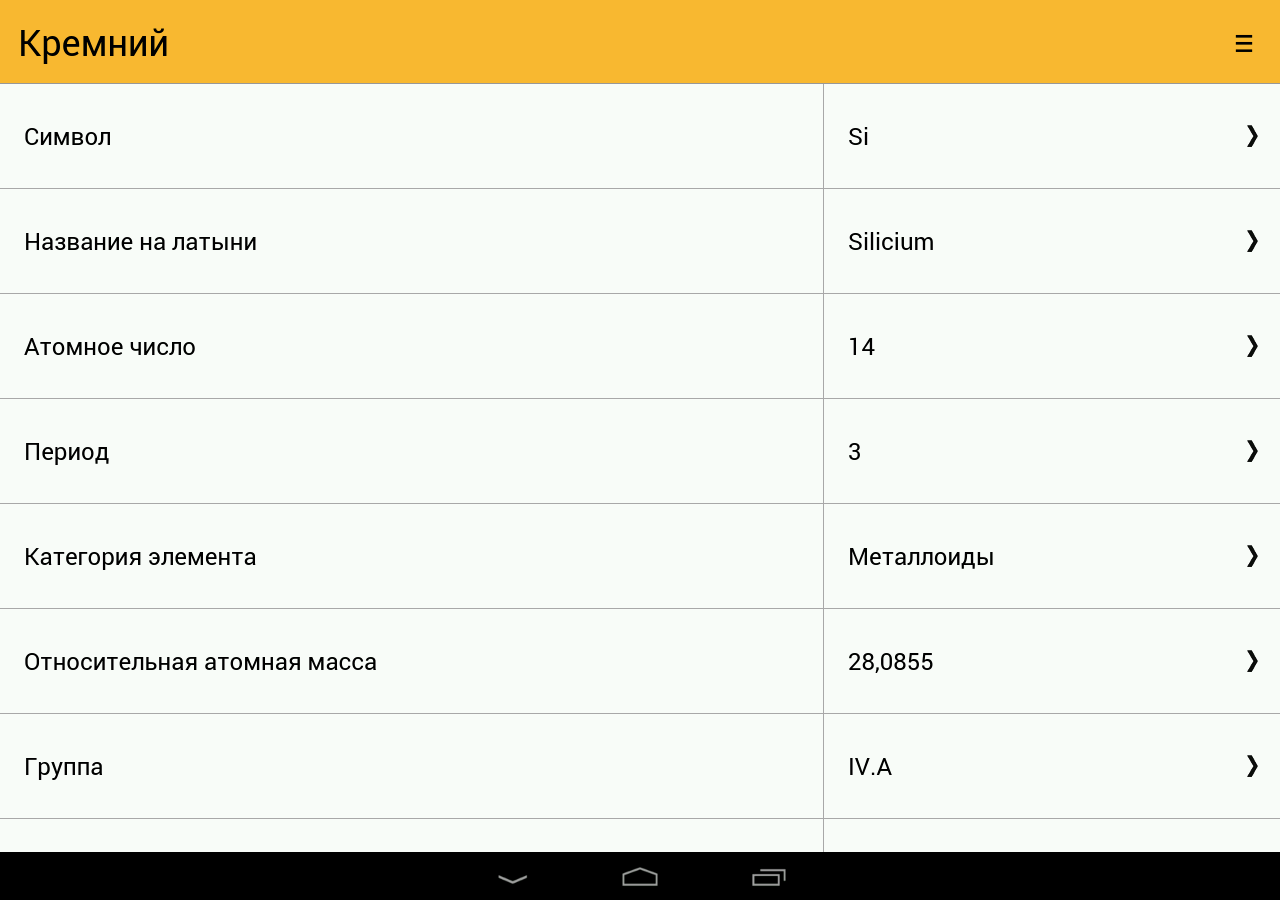 Кремний
Символ Si
Название на латыни Silicium
Атомное число 14
Период 3
Категория элемента Металлоиды
Относительная атомная масса 28,0855
Группа IV.A